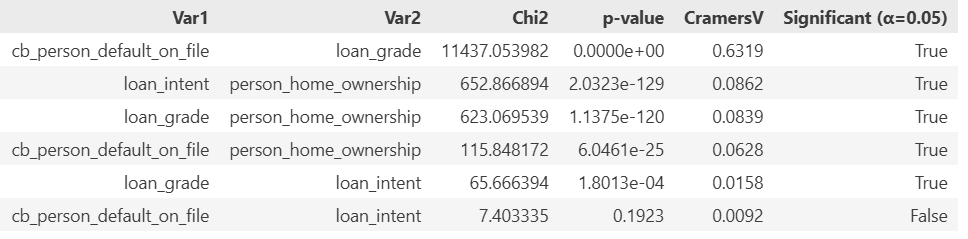 Var1 Var2 Chi2 p-value CramersV Significant (α=0.05)
cb_person_default_on_file loan_grade 11437.053982 0.0000e+00 0.6319 True
loan_intent person_home_ownership 652.866894 2.0323e-129 0.0862 True
loan_grade person_home_ownership 623.069539 1.1375e-120 0.0839 True
cb_person_default_on_file person_home_ownership 115.848172 6.0461e-25 0.0628 True
loan_grade loan_intent 65.666394 1.8013e-04 0.0158 True
cb_person_default_on_file loan_intent 7.403335 0.1923 0.0092 False